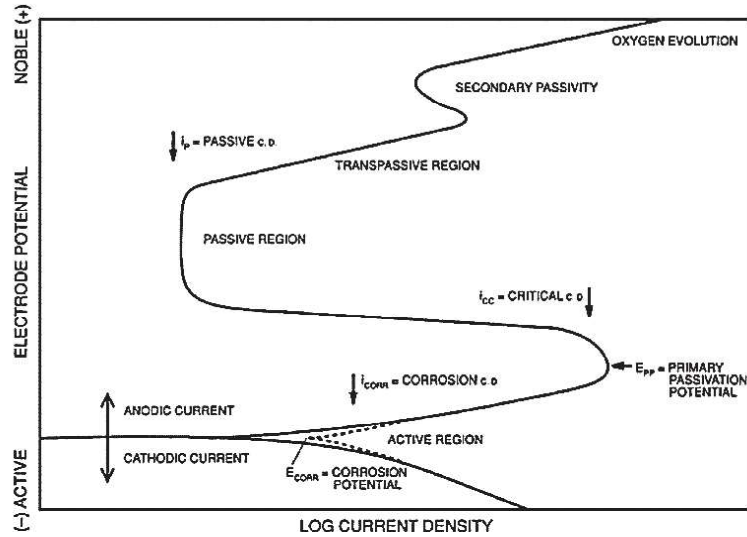 NOBLE (+)
ELECTRODE POTENTIAL
(–) ACTIVE
OXYGEN EVOLUTION
SECONDARY PASSIVITY
iP = PASSIVE C.D.
TRANSPASSIVE REGION
PASSIVE REGION
iCC = CRITICAL C.D.
EPP = PRIMARY
PASSIVATION
POTENTIAL
iCORR = CORROSION C.D.
ANODIC CURRENT
ACTIVE REGION
CATHODIC CURRENT
ECORR = CORROSION
POTENTIAL
LOG CURRENT DENSITY